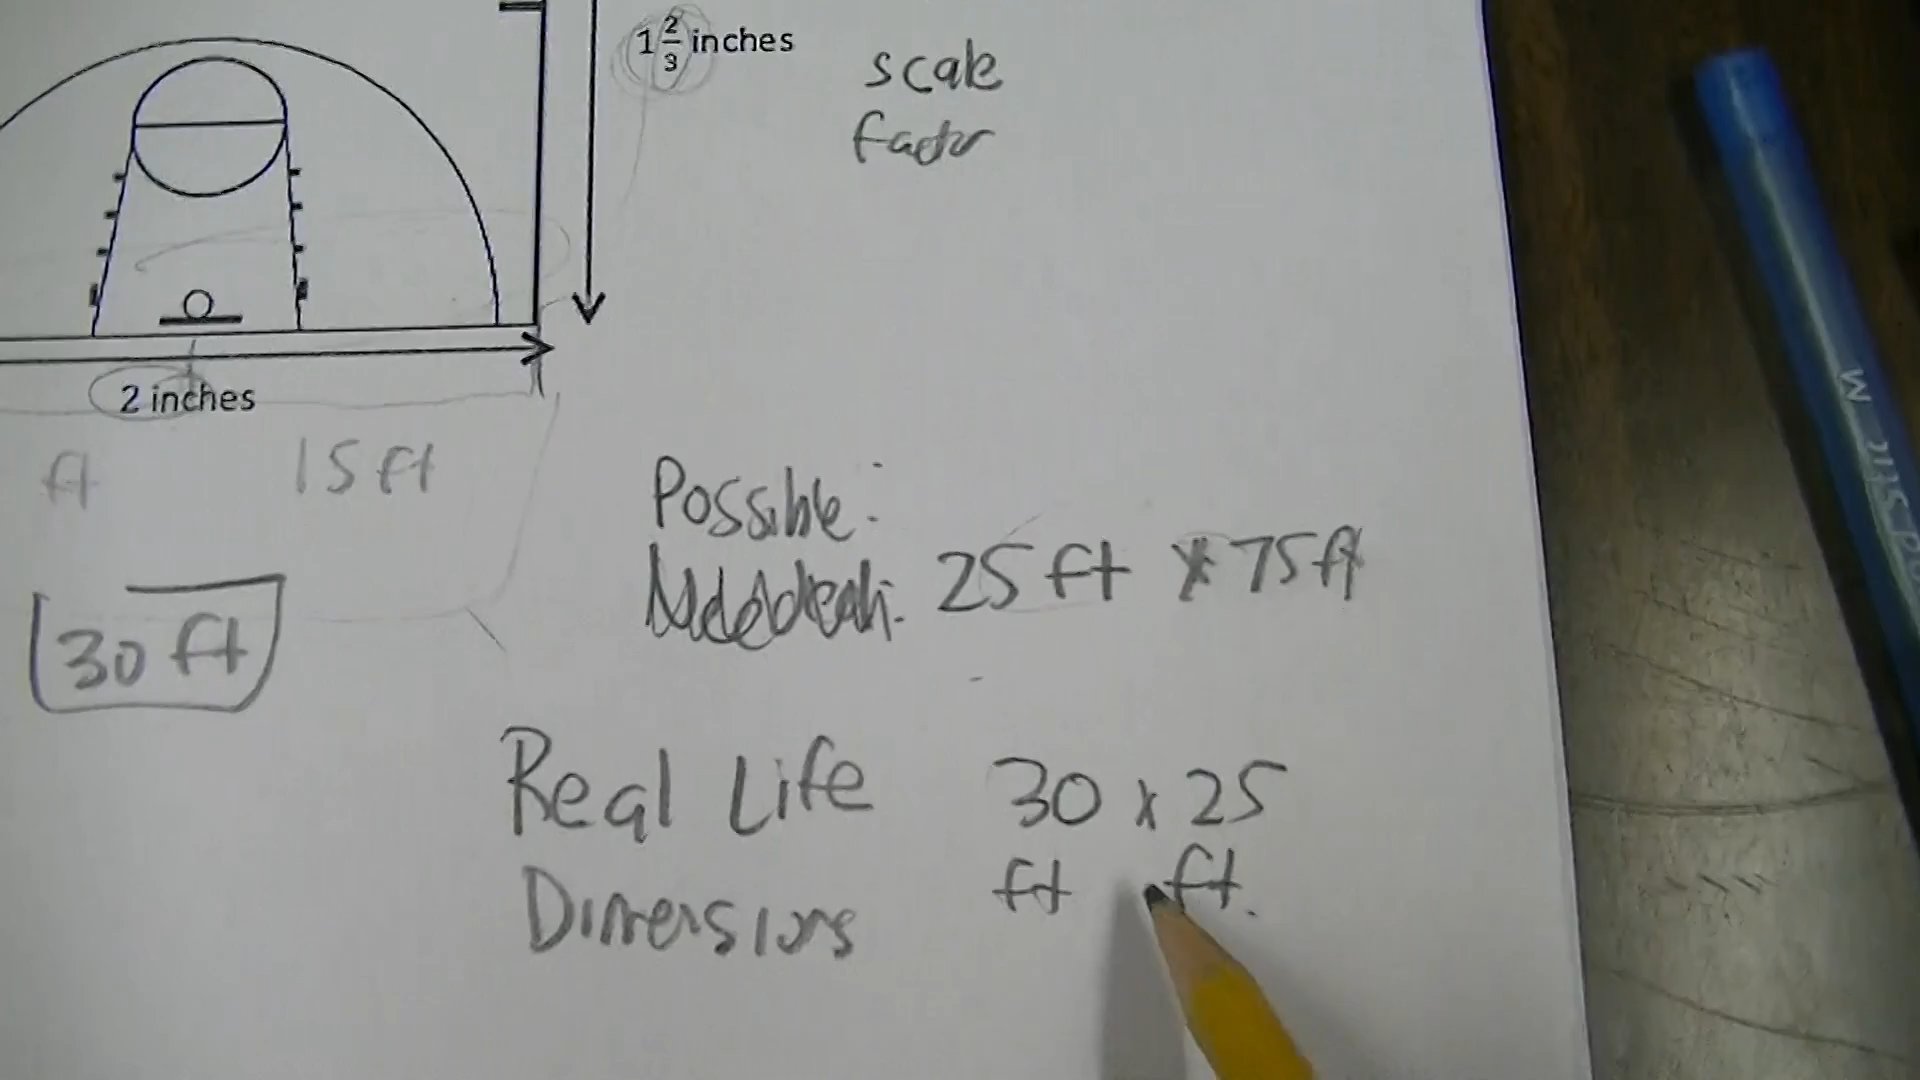 1 2/3 inches
scale
factor
2 inches
ft 15 ft
Possible:
25 ft x 75 ft
30 ft
Real Life 30 x 25
Dimensions ft ft.